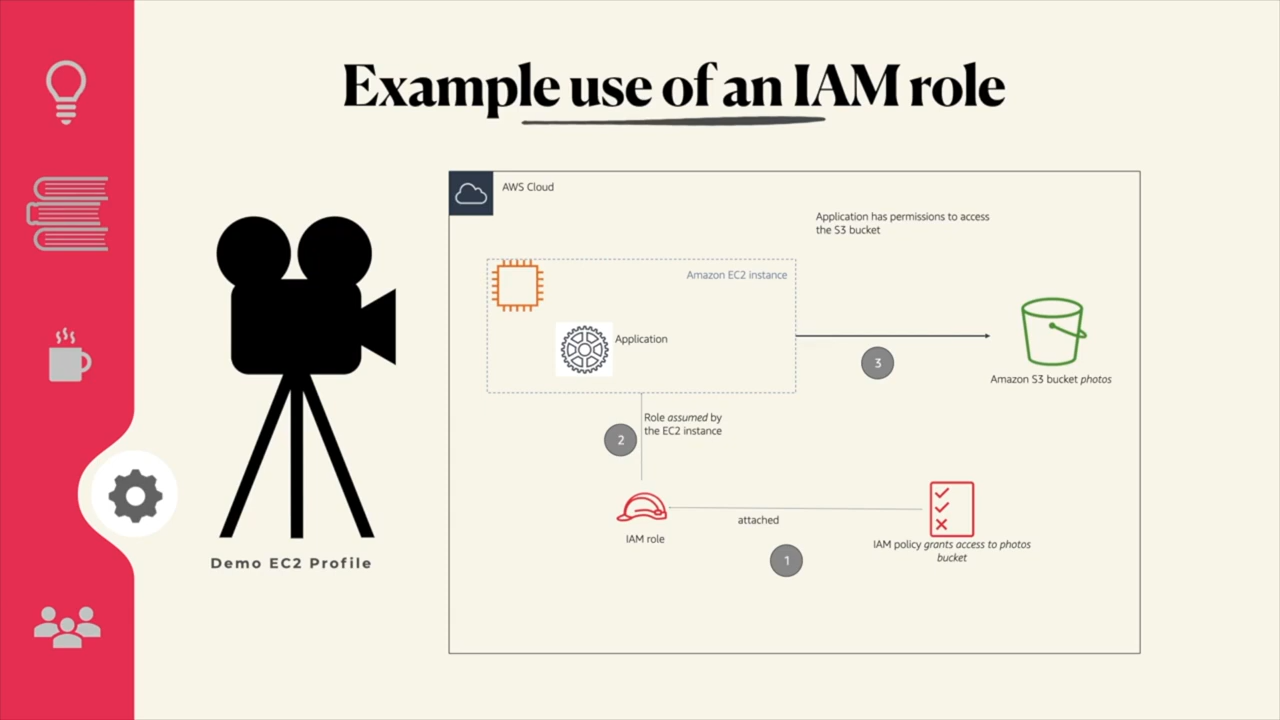 Example use of an IAM role
AWS Cloud
Application has permissions to access
the S3 bucket
Amazon EC2 instance
Application
3
Amazon S3 bucket photos
Role assumed by
the EC2 instance
2
IAM role
attached
1
IAM policy grants access to photos
bucket
Demo EC2 Profile